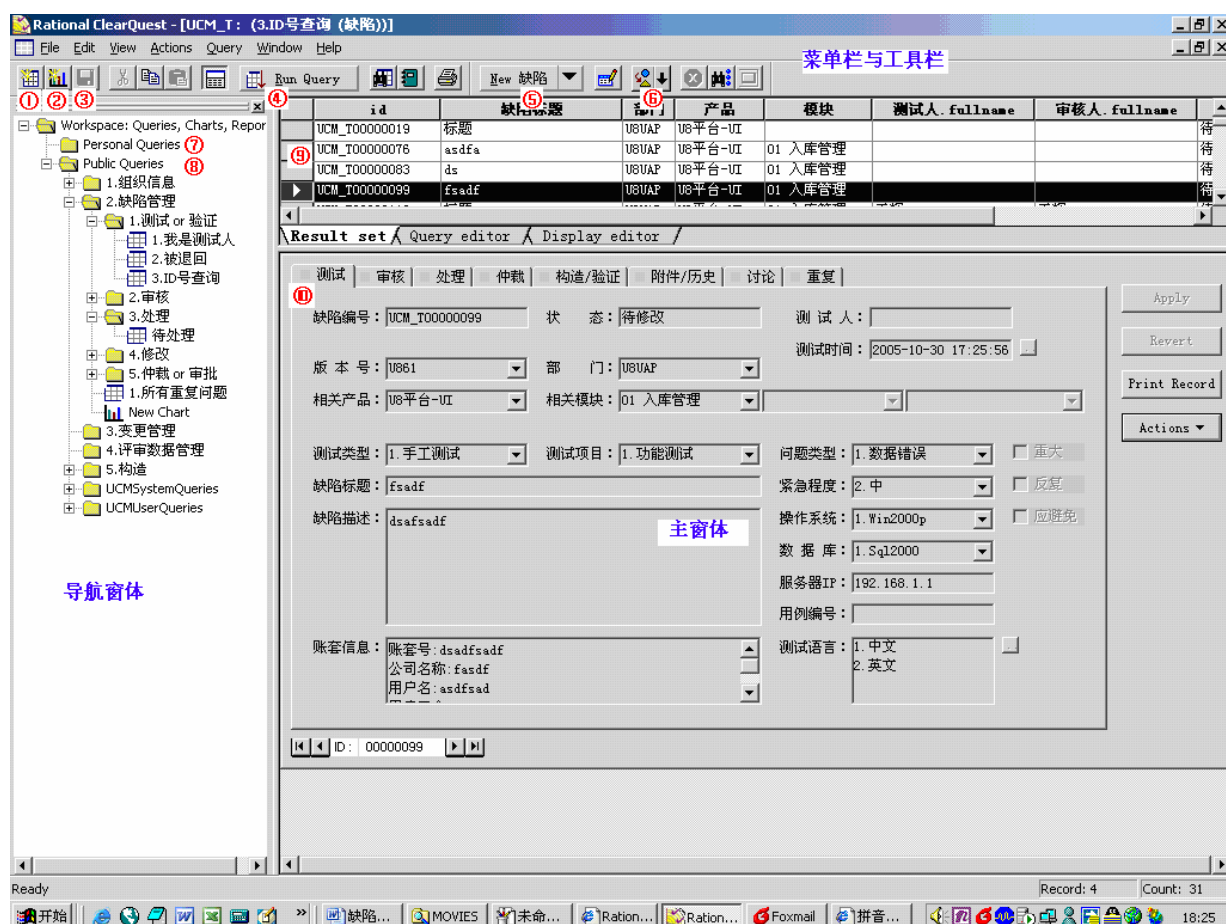 Rational ClearQuest - [UCM_T： (3.ID号查询 (缺陷))]
File Edit View Actions Query Window Help
菜单栏与工具栏
Run Query New 缺陷
① ② ③ ④ ⑤ ⑥
Workspace: Queries, Charts, Repor
Personal Queries ⑦
Public Queries ⑧
1.组织信息
2.缺陷管理
1.测试 or 验证
1.我是测试人
2.被退回
3.ID号查询
2.审核
3.处理
待处理
4.修改
5.仲裁 or 审批
1.所有重复问题
New Chart
3.变更管理
4.评审数据管理
5.构造
UCMSystemQueries
UCMUserQueries
导航窗体
id 缺陷标题 部门 产品 模块 测试人.fullname 审核人.fullname
UCM_T00000019 标题 U8UAP U8平台-UI 待
⑨ UCM_T00000076 asdfa U8UAP U8平台-UI 01 入库管理 待
UCM_T00000083 ds U8UAP U8平台-UI 01 入库管理 待
UCM_T00000099 fsadf U8UAP U8平台-UI 01 入库管理 待
Result set Query editor Display editor
测试 审核 处理 仲裁 构造/验证 附件/历史 讨论 重复
⑩
缺陷编号：UCM_T00000099 状 态：待修改 测 试 人：
测试时间：2005-10-30 17:25:56 ..
版 本 号：U861 部 门：U8UAP
相关产品：U8平台-UI 相关模块：01 入库管理
测试类型：1.手工测试 测试项目：1.功能测试 问题类型：1.数据错误 重大
缺陷标题：fsadf 紧急程度：2.中 反复
缺陷描述：dsafsadf 操作系统：1.Win2000p 应避免
主窗体
数 据 库：1.Sql2000
服务器IP：192.168.1.1
用例编号：
账套信息：账套号:dsadfsadf 测试语言：1.中文 ..
公司名称:fasdf 2.英文
用户名:asdfsad
Apply
Revert
Print Record
Actions
ID: 00000099
Ready Record: 4 Count: 31
开始 » 缺陷... MOVIES 未命... Ration... Ration... Foxmail 拼音... 18:25